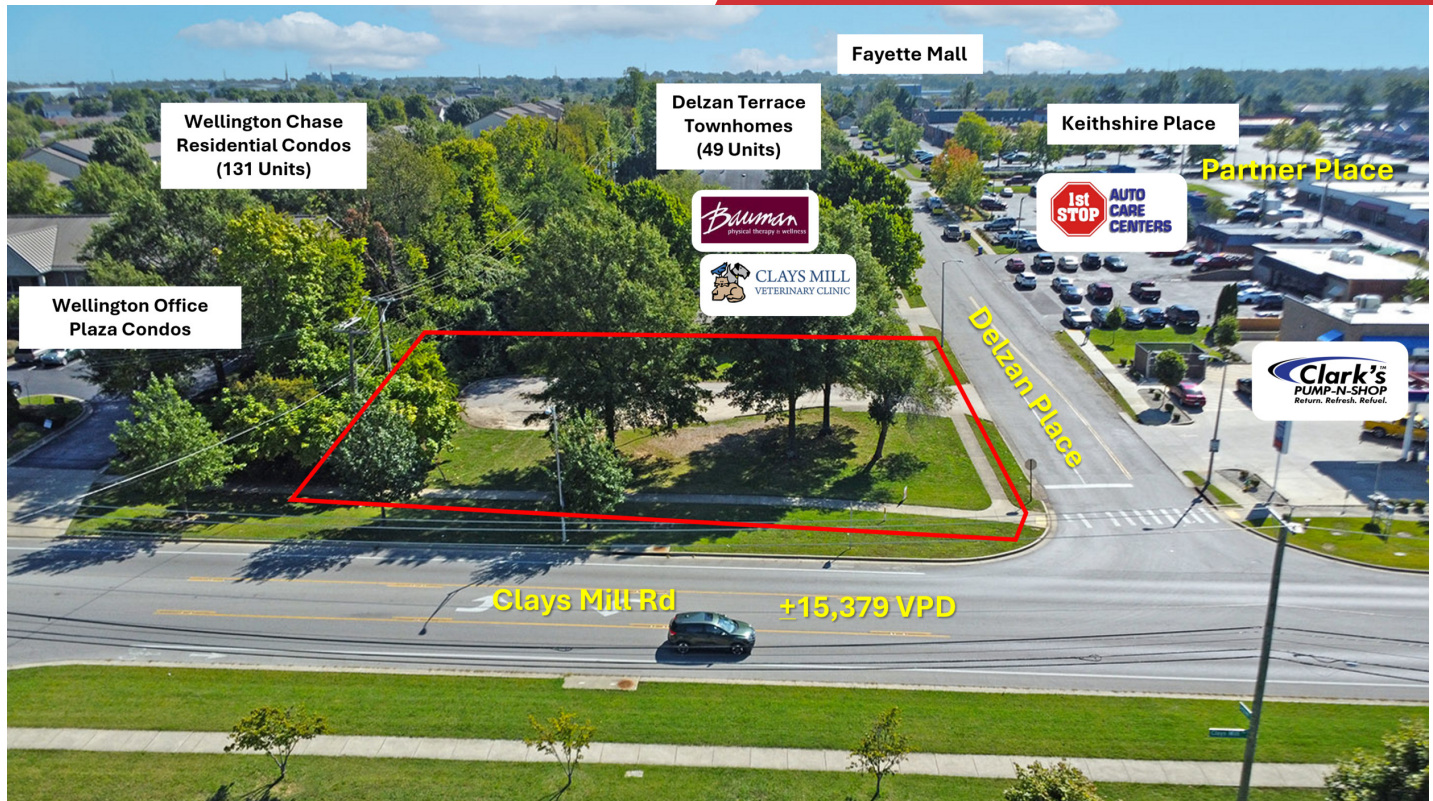 Fayette Mall
Wellington Chase
Residential Condos
(131 Units)
Delzan Terrace
Townhomes
(49 Units)
Keithshire Place
Partner Place
1st
STOP
AUTO
CARE
CENTERS
Bauman
physical therapy & wellness
CLAYS MILL
VETERINARY CLINIC
Wellington Office
Plaza Condos
Delzan Place
Clark's
PUMP-N-SHOP
Return. Refresh. Refuel.
Clays Mill Rd
±15,379 VPD
Clays Mill